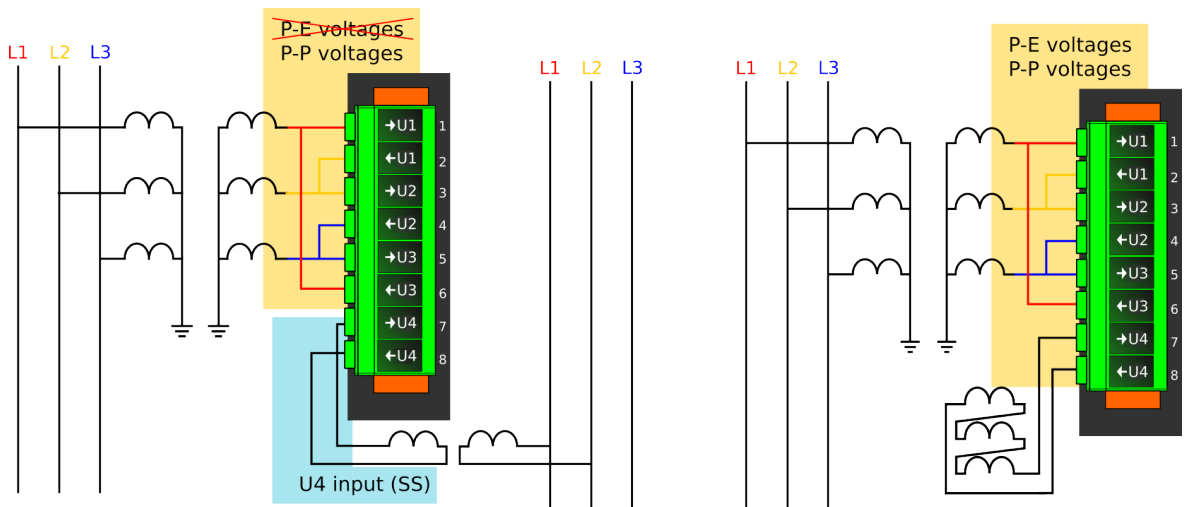 P-E voltages
P-P voltages
L1 L2 L3
→U1 1
←U1 2
→U2 3
←U2 4
→U3 5
←U3 6
→U4 7
←U4 8
U4 input (SS)
L1 L2 L3
L1 L2 L3
P-E voltages
P-P voltages
→U1 1
←U1 2
→U2 3
←U2 4
→U3 5
←U3 6
→U4 7
←U4 8